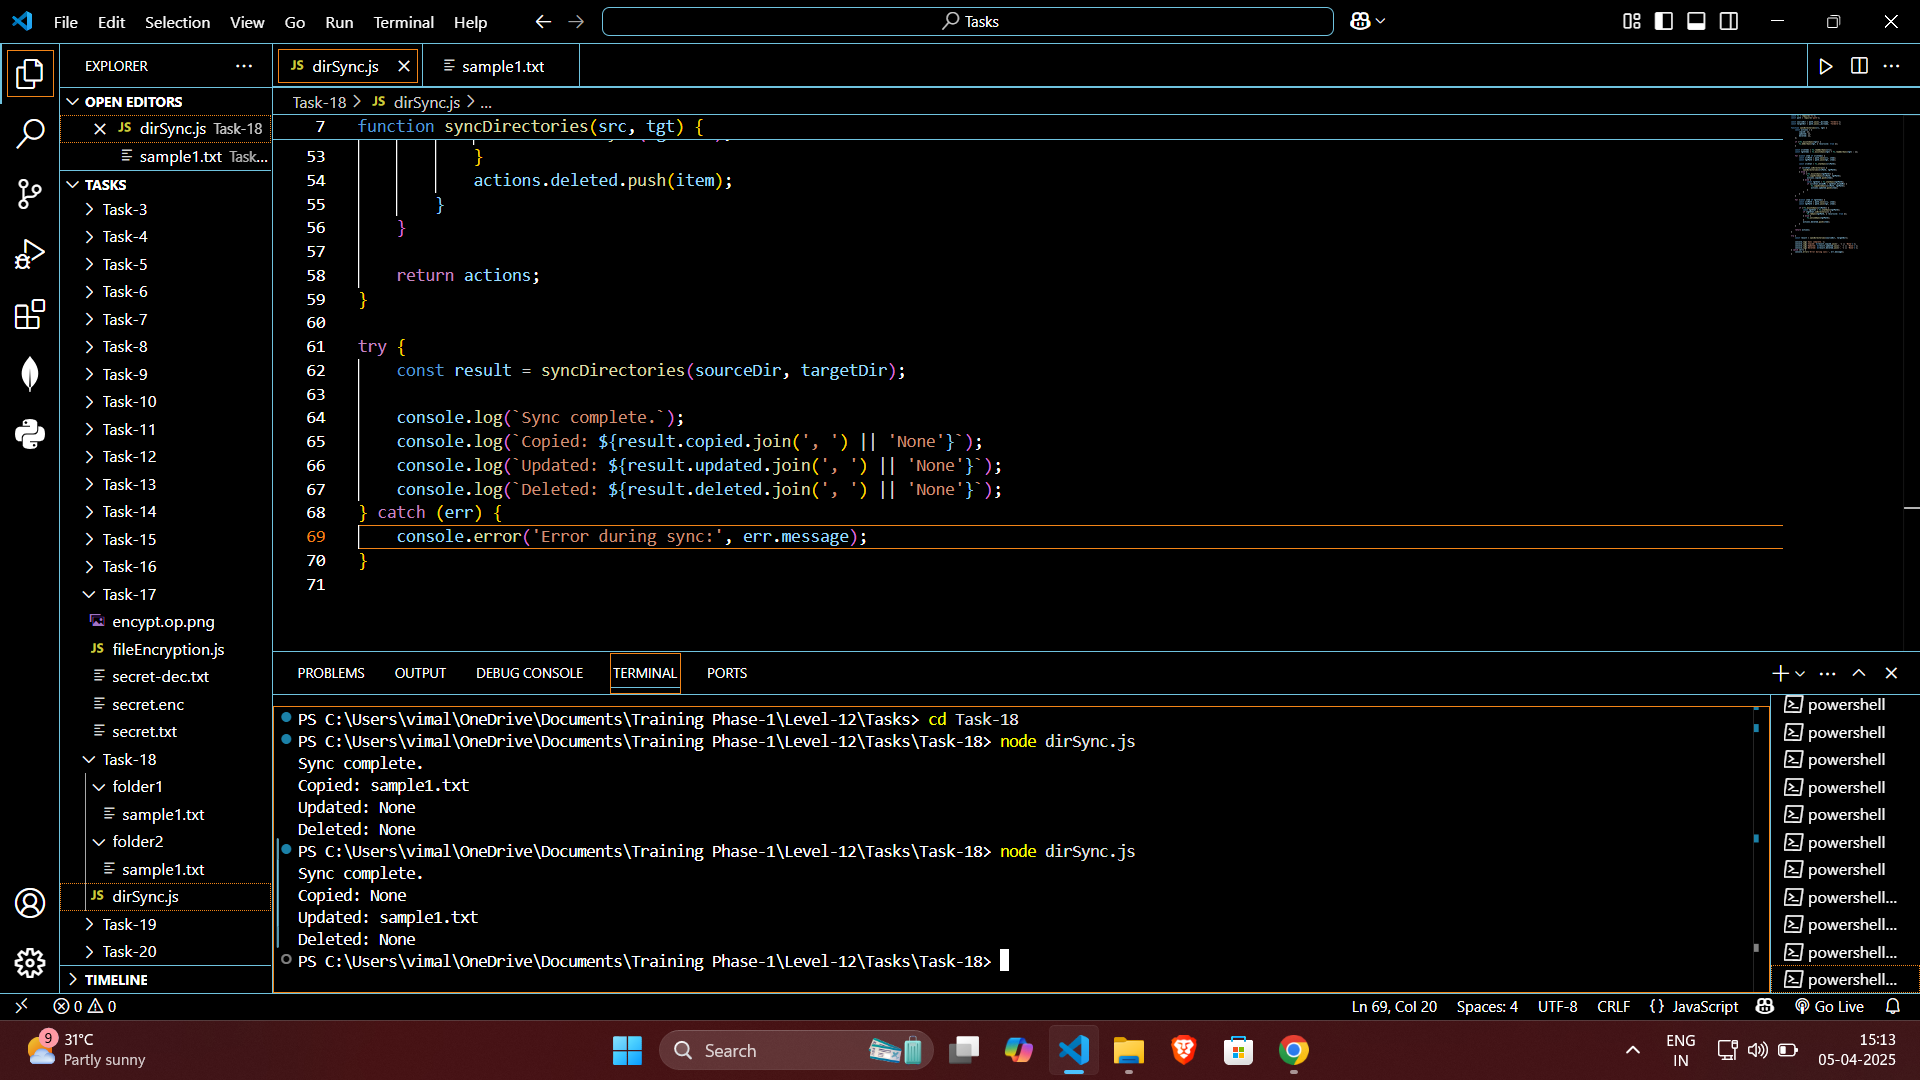 File Edit Selection View Go Run Terminal Help
Tasks
EXPLORER
OPEN EDITORS
JS dirSync.js Task-18
sample1.txt Task...
TASKS
Task-3
Task-4
Task-5
Task-6
Task-7
Task-8
Task-9
Task-10
Task-11
Task-12
Task-13
Task-14
Task-15
Task-16
Task-17
encypt.op.png
JS fileEncryption.js
secret-dec.txt
secret.enc
secret.txt
Task-18
folder1
sample1.txt
folder2
sample1.txt
JS dirSync.js
Task-19
Task-20
TIMELINE
JS dirSync.js
sample1.txt
Task-18 > JS dirSync.js > ...
7 function syncDirectories(src, tgt) {
53 }
54 actions.deleted.push(item);
55 }
56 }
57
58 return actions;
59 }
60
61 try {
62 const result = syncDirectories(sourceDir, targetDir);
63
64 console.log(`Sync complete.`);
65 console.log(`Copied: ${result.copied.join(', ') || 'None'}`);
66 console.log(`Updated: ${result.updated.join(', ') || 'None'}`);
67 console.log(`Deleted: ${result.deleted.join(', ') || 'None'}`);
68 } catch (err) {
69 console.error('Error during sync:', err.message);
70 }
71
PROBLEMS OUTPUT DEBUG CONSOLE TERMINAL PORTS
PS C:\Users\vimal\OneDrive\Documents\Training Phase-1\Level-12\Tasks> cd Task-18
PS C:\Users\vimal\OneDrive\Documents\Training Phase-1\Level-12\Tasks\Task-18> node dirSync.js
Sync complete.
Copied: sample1.txt
Updated: None
Deleted: None
PS C:\Users\vimal\OneDrive\Documents\Training Phase-1\Level-12\Tasks\Task-18> node dirSync.js
Sync complete.
Copied: None
Updated: sample1.txt
Deleted: None
PS C:\Users\vimal\OneDrive\Documents\Training Phase-1\Level-12\Tasks\Task-18>
powershell
powershell
powershell
powershell
powershell
powershell
powershell
powershell...
powershell...
powershell...
powershell...
0 0
Ln 69, Col 20 Spaces: 4 UTF-8 CRLF {} JavaScript Go Live
9
31°C
Partly sunny
Search
ENG
IN
15:13
05-04-2025